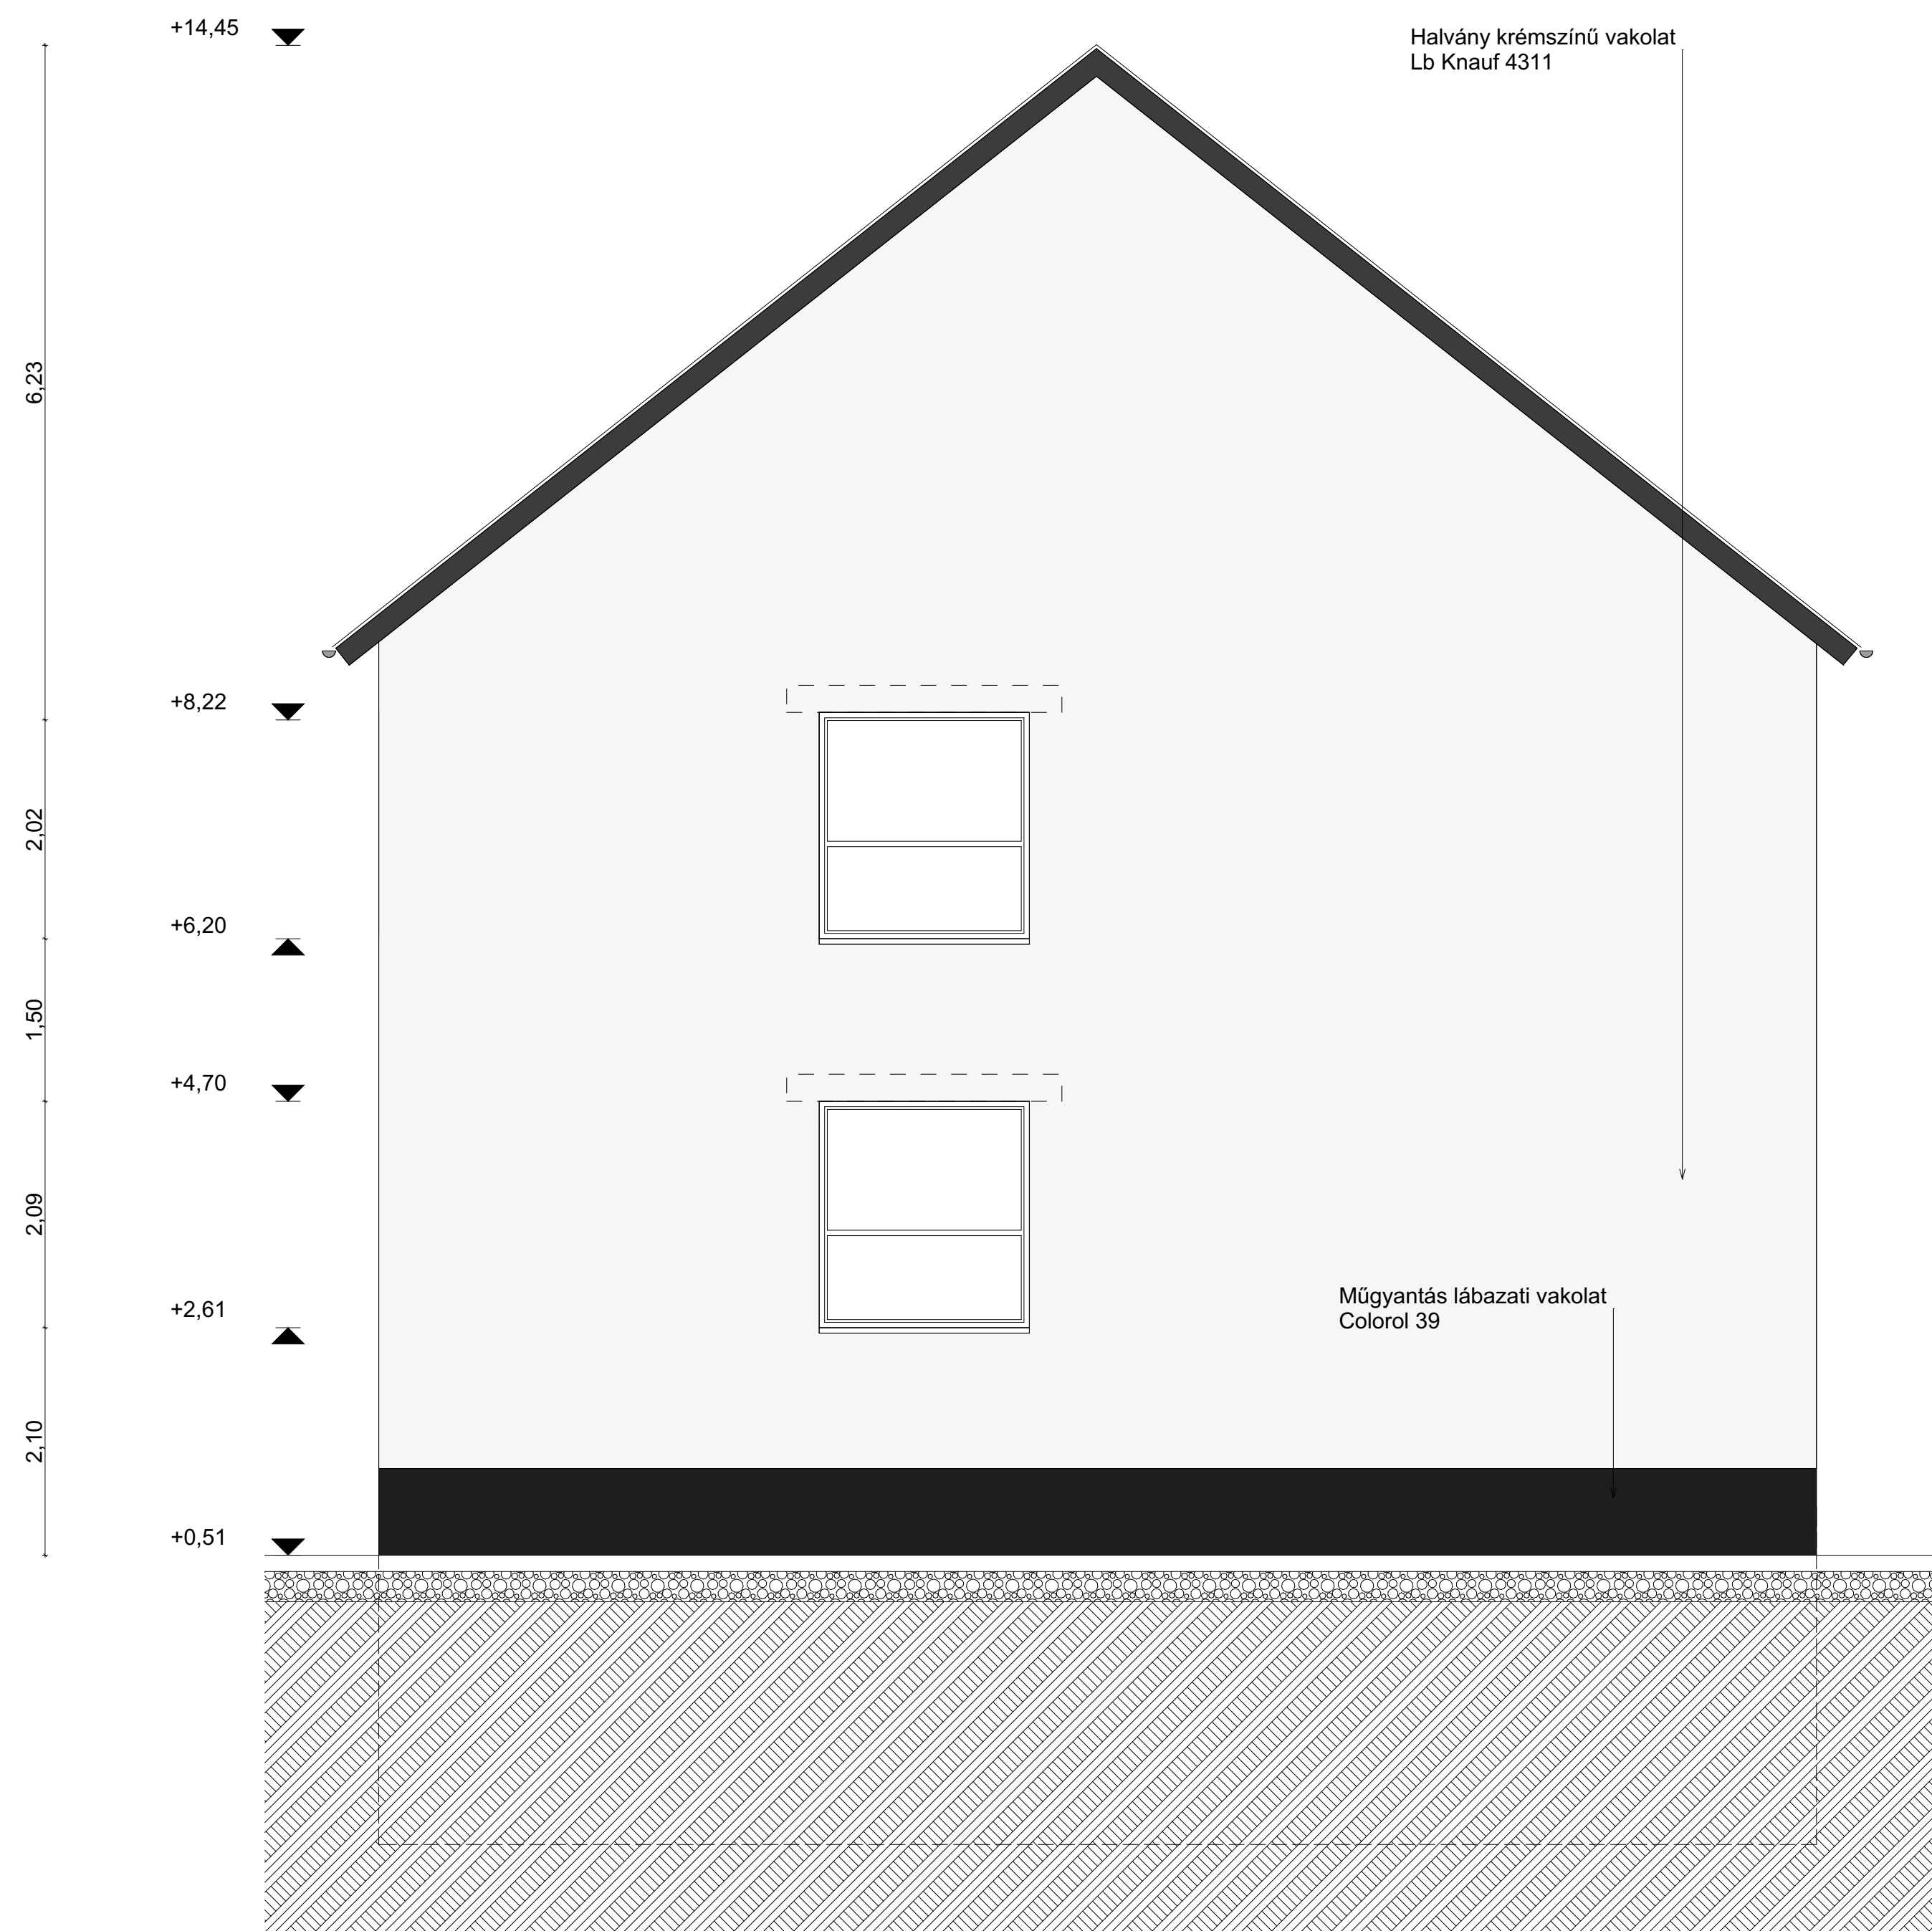 +14,45
Halvány krémszínű vakolat
Lb Knauf 4311
6,23
+8,22
2,02
+6,20
1,50
+4,70
2,09
+2,61
Műgyantás lábazati vakolat
Colorol 39
2,10
+0,51